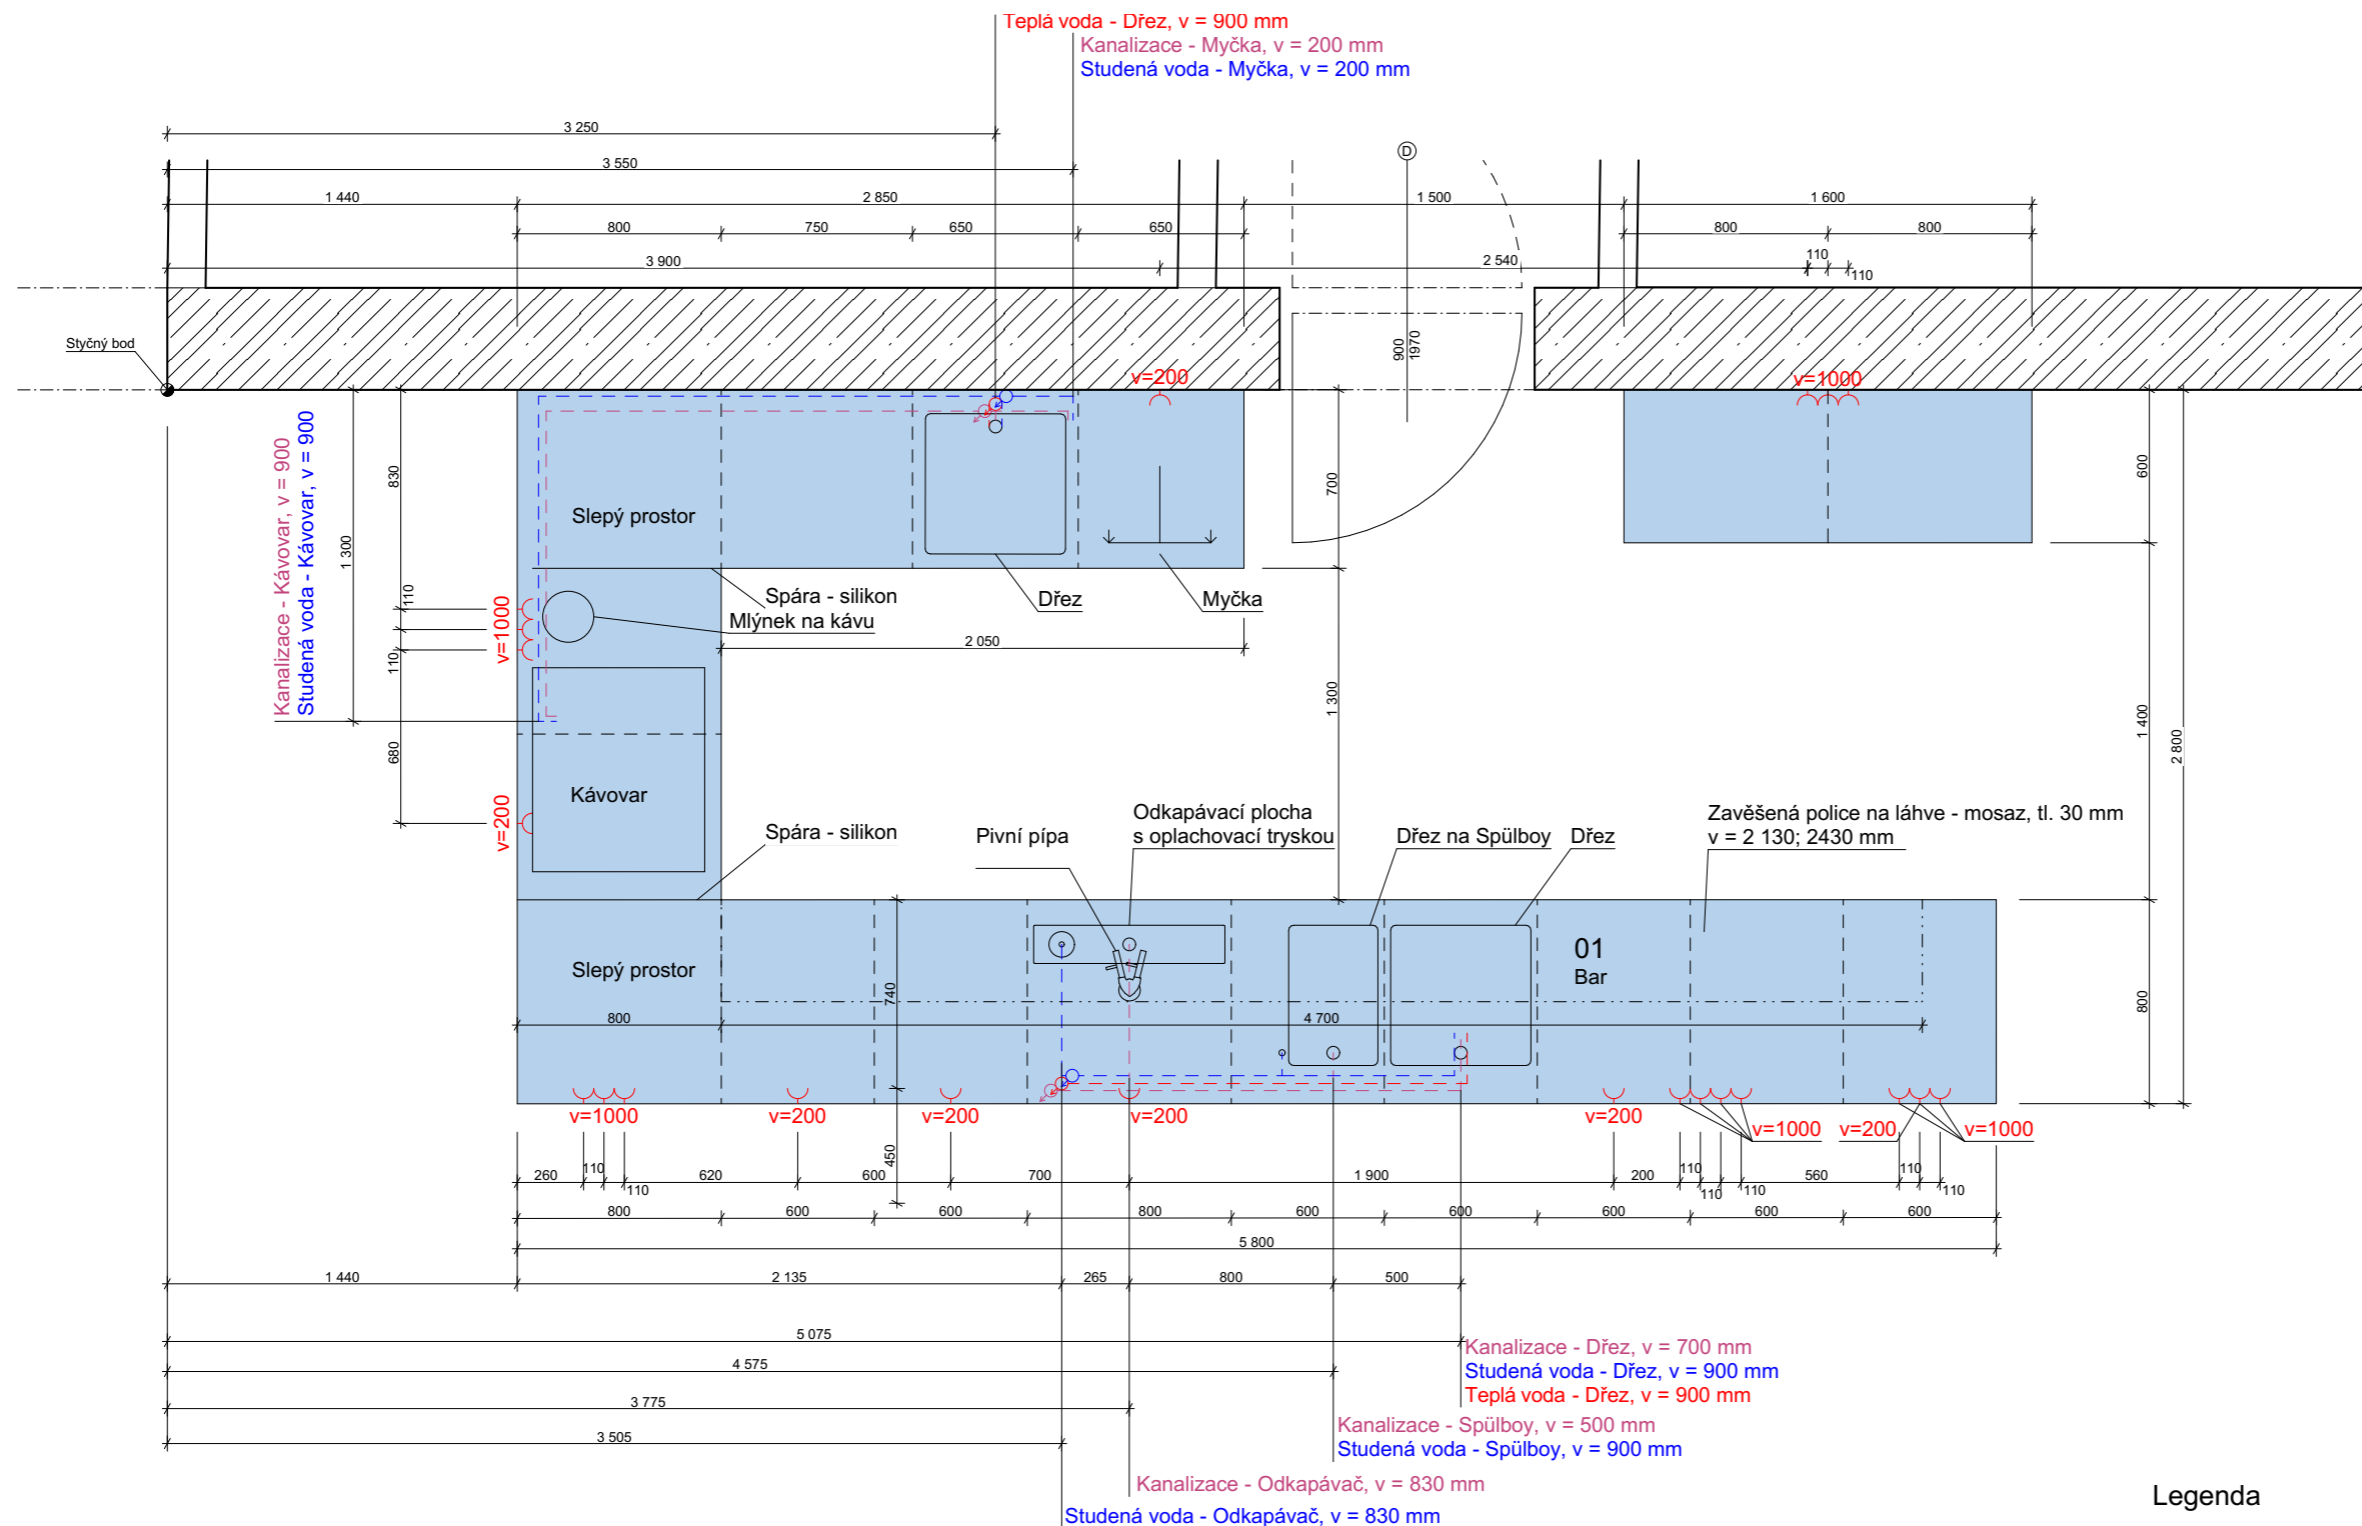 Teplá voda - Dřez, v = 900 mm
Kanalizace - Myčka, v = 200 mm
Studená voda - Myčka, v = 200 mm
3 250
3 550
1 440
2 850
1 500
1 600
800
750
650
650
800
800
3 900
2 540
110
110
D
900
1970
Styčný bod
v=200
v=1000
Kanalizace - Kávovar, v = 900
Studená voda - Kávovar, v = 900
1 300
830
110
110
680
v=1000
v=200
700
1 300
600
1 400
800
2 800
Slepý prostor
Spára - silikon
Mlýnek na kávu
Dřez
Myčka
2 050
Kávovar
Spára - silikon
Pivní pípa
Odkapávací plocha
s oplachovací tryskou
Dřez na Spülboy
Dřez
Zavěšená police na láhve - mosaz, tl. 30 mm
v = 2 130; 2430 mm
01
Bar
Slepý prostor
740
450
800
4 700
v=1000
v=200
v=200
v=200
v=200
v=1000
v=200
v=1000
260
110
110
620
600
700
1 900
200
110
110
110
560
110
110
800
600
600
800
600
600
600
600
600
5 800
1 440
2 135
265
800
500
5 075
4 575
3 775
3 505
Kanalizace - Dřez, v = 700 mm
Studená voda - Dřez, v = 900 mm
Teplá voda - Dřez, v = 900 mm
Kanalizace - Spülboy, v = 500 mm
Studená voda - Spülboy, v = 900 mm
Kanalizace - Odkapávač, v = 830 mm
Studená voda - Odkapávač, v = 830 mm
Legenda